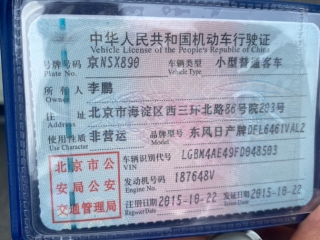 中华人民共和国机动车行驶证
Vehicle License of the People's Republic of China
号牌号码 京NSX890 车辆类型 小型普通客车
Plate No. Vehicle Type
所有人 李鹏
Owner
住址 北京市海淀区西三环北路86号院203号
Address
使用性质 非营运 品牌型号 东风日产牌DFL6461VAL2
Use Character Model
北京市公 车辆识别代号 LGBM4AE49FD048503
VIN
安局公安 发动机号码 187648V
Engine No.
交通管理局 注册日期 2015-10-22 发证日期 2015-10-22
Register Date Issue Date